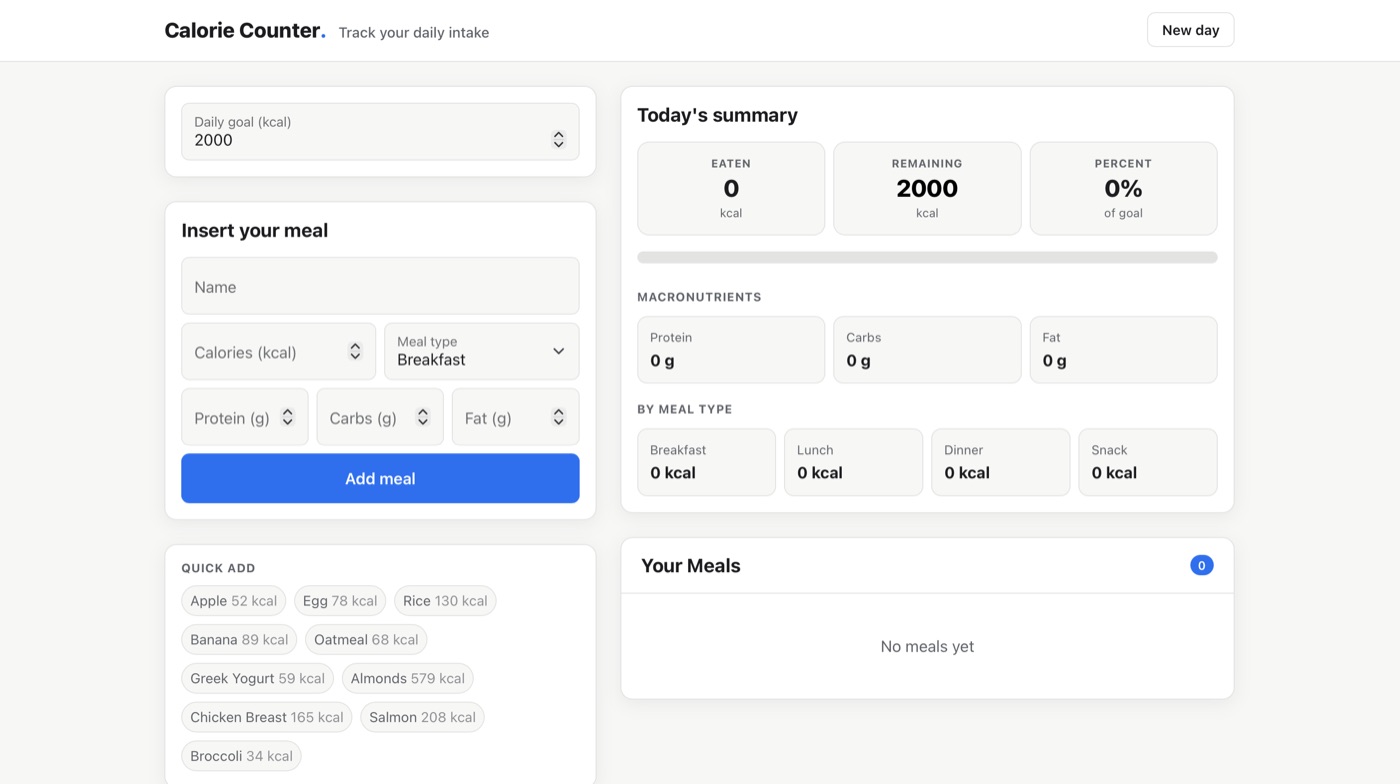 Calorie Counter. Track your daily intake
New day
Daily goal (kcal)
2000
Insert your meal
Name
Calories (kcal)
Meal type
Breakfast
Protein (g)
Carbs (g)
Fat (g)
Add meal
QUICK ADD
Apple 52 kcal
Egg 78 kcal
Rice 130 kcal
Banana 89 kcal
Oatmeal 68 kcal
Greek Yogurt 59 kcal
Almonds 579 kcal
Chicken Breast 165 kcal
Salmon 208 kcal
Broccoli 34 kcal
Today's summary
EATEN
0
kcal
REMAINING
2000
kcal
PERCENT
0%
of goal
MACRONUTRIENTS
Protein
0 g
Carbs
0 g
Fat
0 g
BY MEAL TYPE
Breakfast
0 kcal
Lunch
0 kcal
Dinner
0 kcal
Snack
0 kcal
Your Meals
0
No meals yet